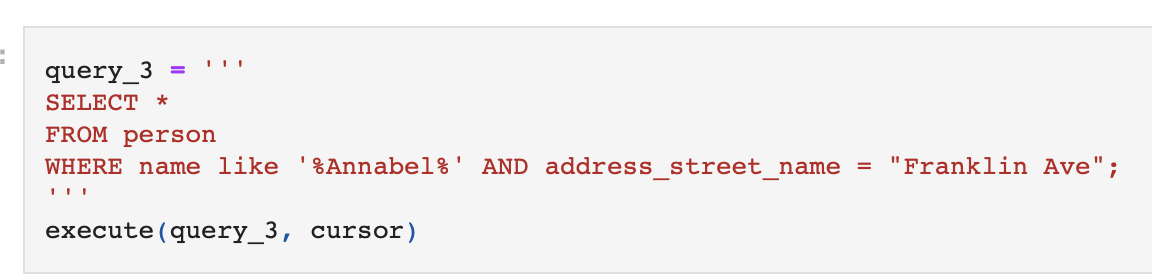 :
query_3 = '''
SELECT *
FROM person
WHERE name like '%Annabel%' AND address_street_name = "Franklin Ave";
'''
execute(query_3, cursor)